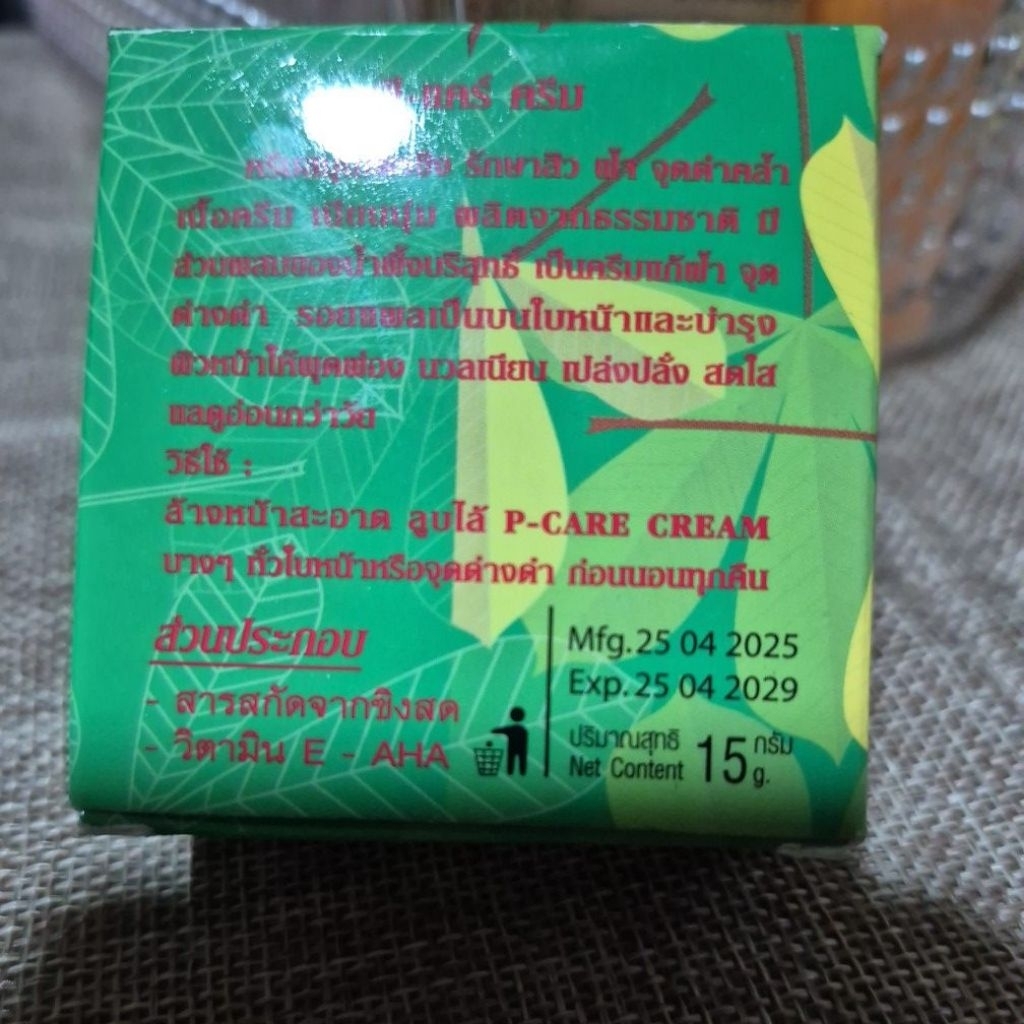 แคร์ ครีม
รักษาสิว ฝ้า จุดด่าคล้ำ
เนื้อครีม เนียนนุ่ม ผลิตจากธรรมชาติ มี
ส่วนผสมของน้ำผึ้งบริสุทธิ์ เป็นครีมแก้ฝ้า จุด
ด่างดำ รอยแผลเป็นบนใบหน้าและบำรุง
ผิวหน้าให้ผุดผ่อง นวลเนียน เปล่งปลั่ง สดใส
แลดูอ่อนกว่าวัย
วิธีใช้ :
ล้างหน้าสะอาด ลูบไล้ P-CARE CREAM
บางๆ ทั่วใบหน้าหรือจุดด่างดำ ก่อนนอนทุกคืน
ส่วนประกอบ
- สารสกัดจากขิงสด
- วิตามิน E - AHA
Mfg. 25 04 2025
Exp. 25 04 2029
ปริมาณสุทธิ 15 กรัม
Net Content g.